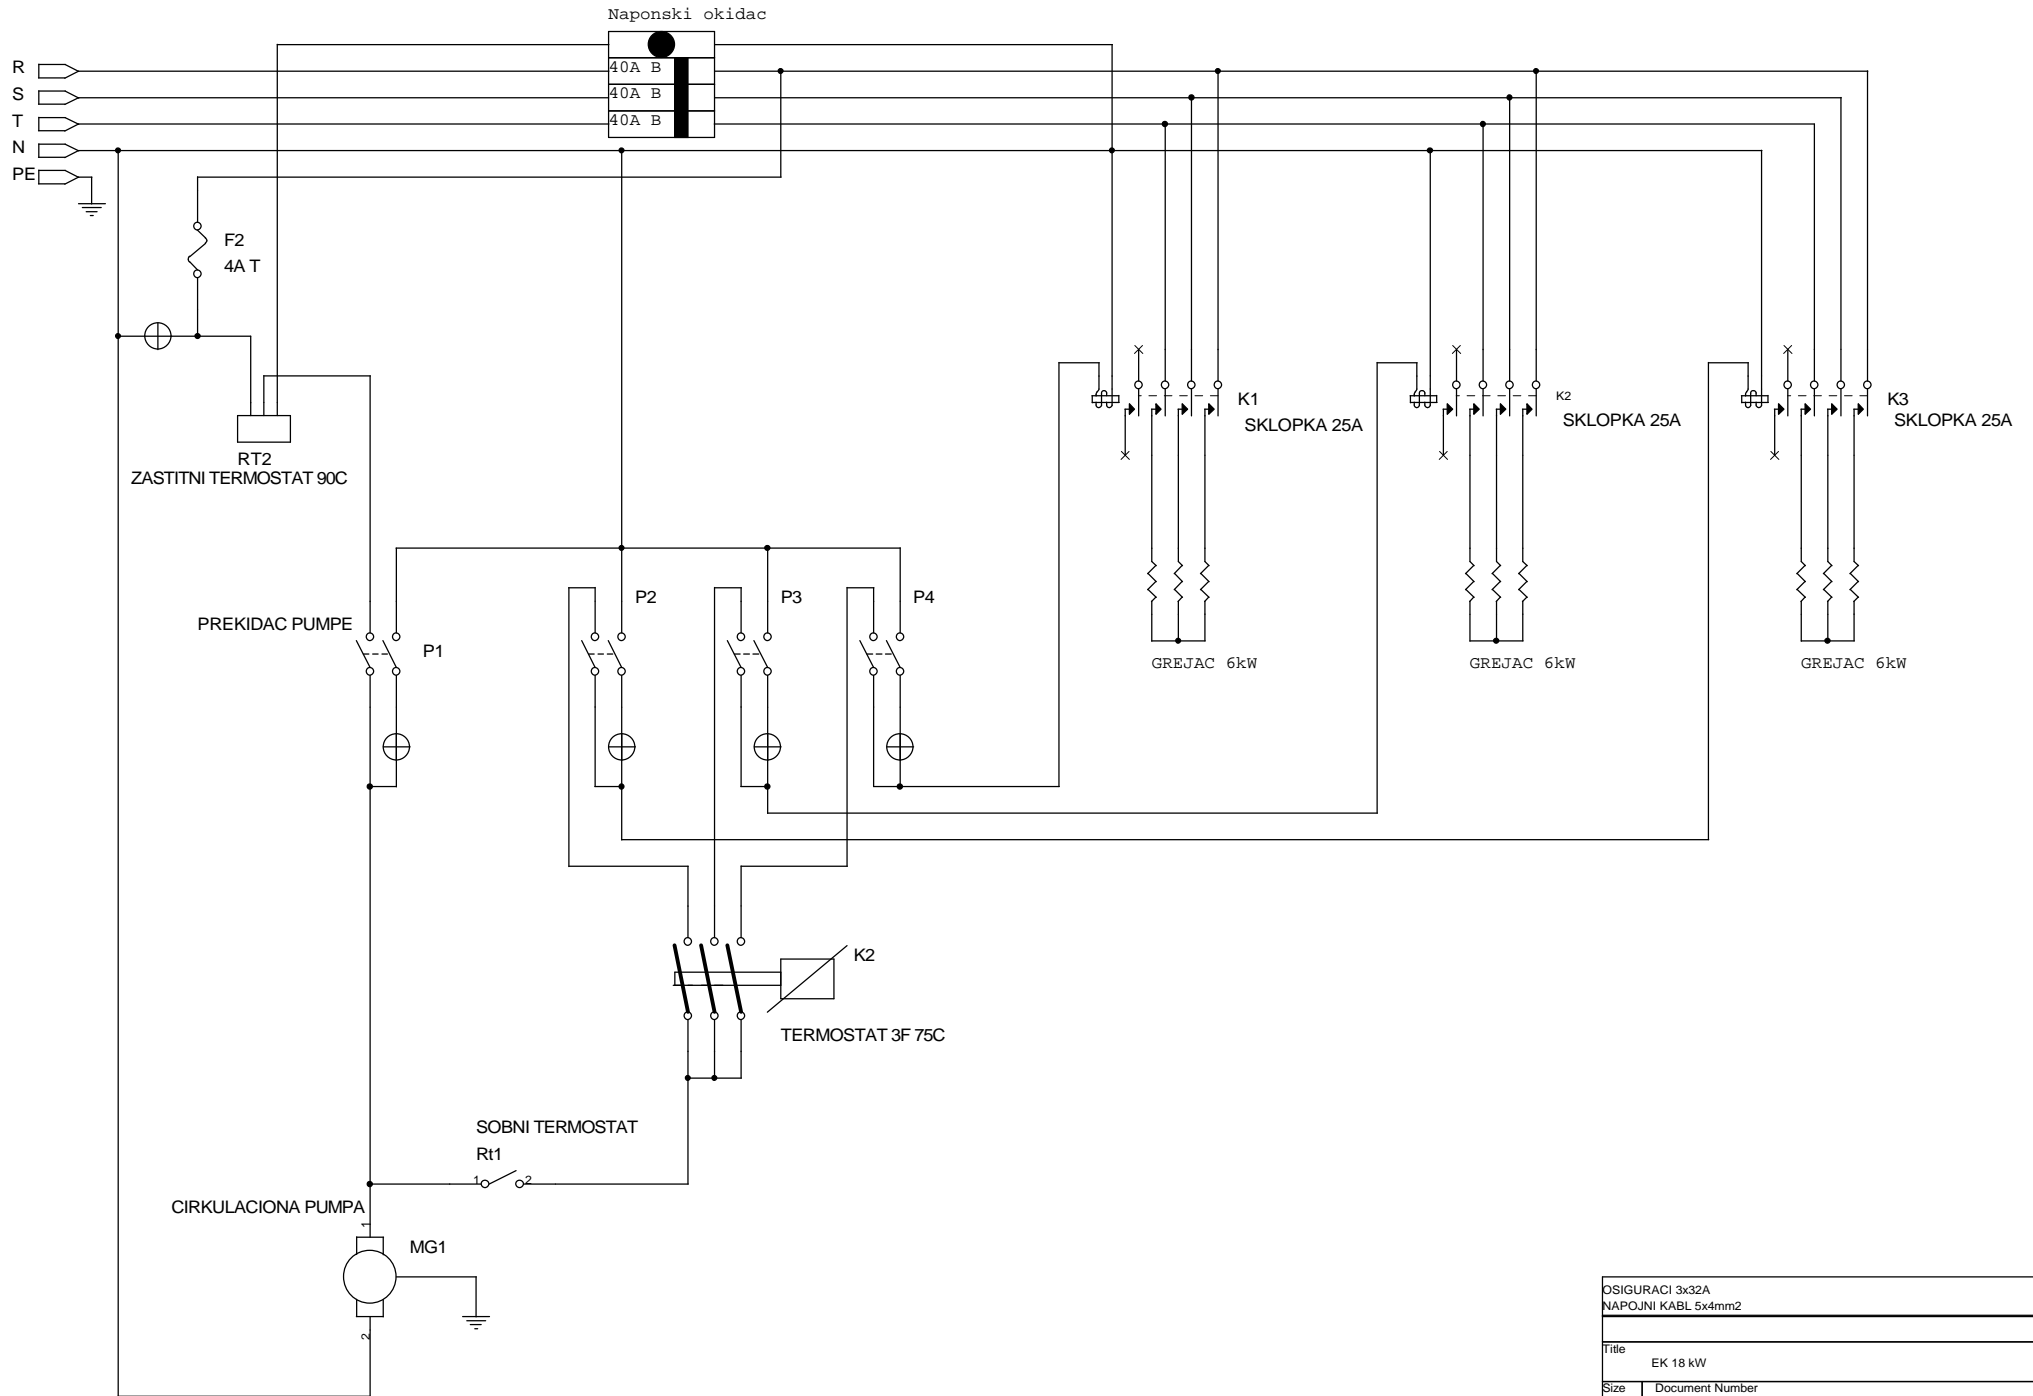 Naponski okidac
R
S
T
N
PE
40A B
40A B
40A B
F2
4A T
RT2
ZASTITNI TERMOSTAT 90C
K1
SKLOPKA 25A
K2
SKLOPKA 25A
K3
SKLOPKA 25A
PREKIDAC PUMPE
P1
P2
P3
P4
GREJAC 6kW
GREJAC 6kW
GREJAC 6kW
K2
TERMOSTAT 3F 75C
SOBNI TERMOSTAT
Rt1
1
2
CIRKULACIONA PUMPA
1
MG1
2
OSIGURACI 3x32A
NAPOJNI KABL 5x4mm2
Title
EK 18 kW
Size
Document Number